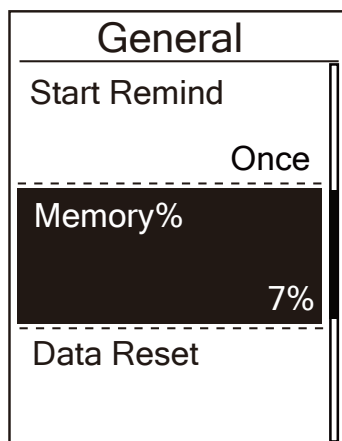 General
Start Remind
Once
Memory%
7%
Data Reset